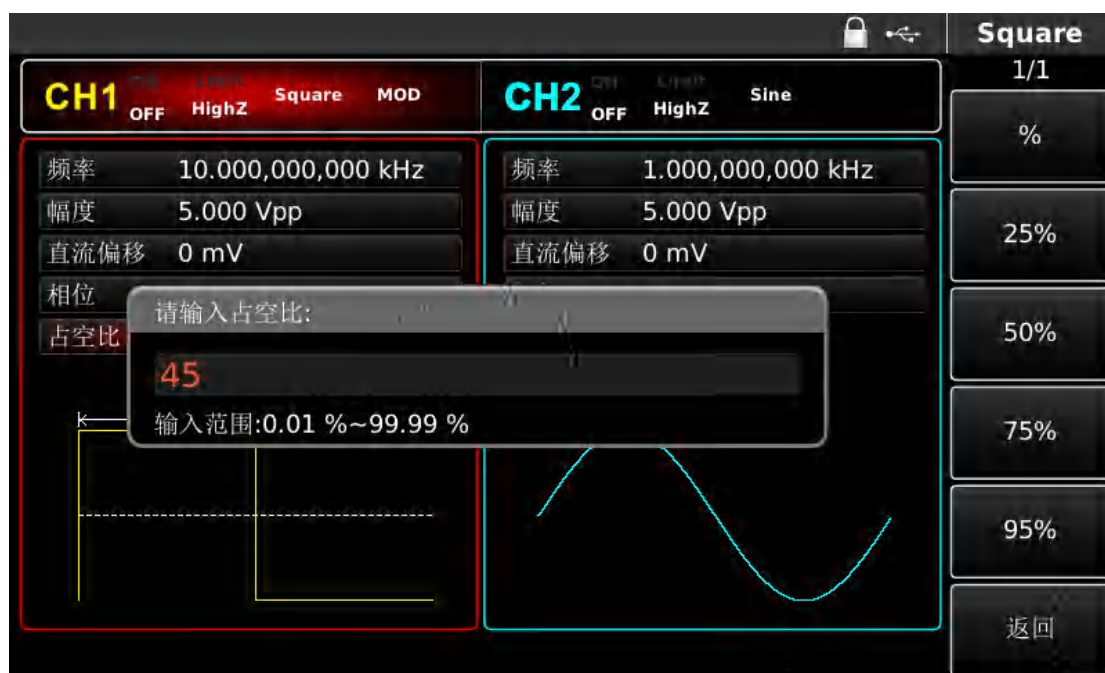 Square
1/1
CH1 OFF HighZ Square MOD
CH2 OFF HighZ Sine
频率 10.000,000,000 kHz
幅度 5.000 Vpp
直流偏移 0 mV
相位
占空比
频率 1.000,000,000 kHz
幅度 5.000 Vpp
直流偏移 0 mV
请输入占空比:
45
输入范围:0.01 %~99.99 %
%
25%
50%
75%
95%
返回